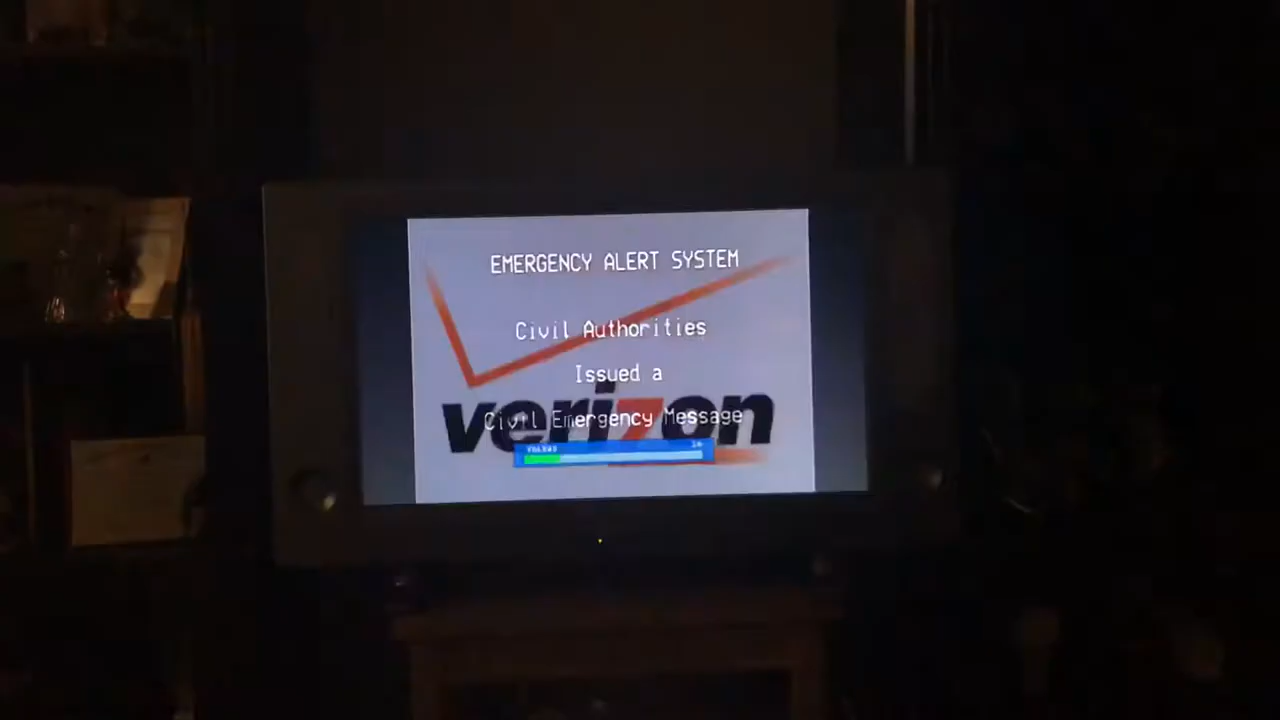 EMERGENCY ALERT SYSTEM
Civil Authorities
Issued a
Civil Emergency Message
verizon